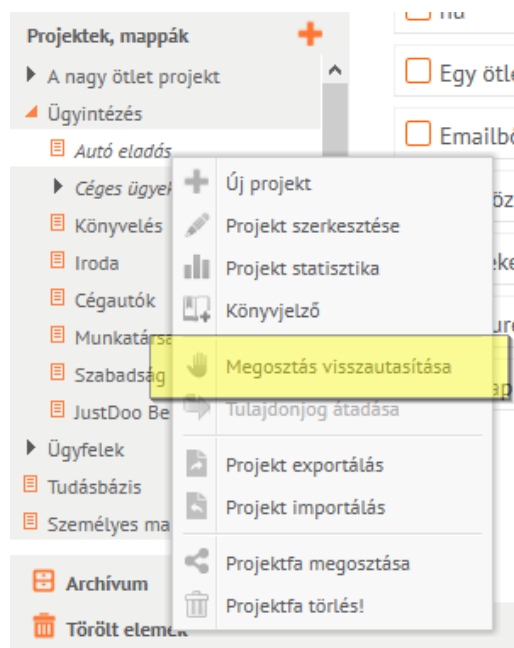 Projektek, mappák
A nagy ötlet projekt
Ügyintézés
Autó eladás
Céges ügyek
Könyvelés
Iroda
Cégautók
Munkatársa
Szabadság
JustDoo Be
Ügyfelek
Tudásbázis
Személyes ma
Archívum
Törölt elemek
Új projekt
Projekt szerkesztése
Projekt statisztika
Könyvjelző
Megosztás visszautasítása
Tulajdonjog átadása
Projekt exportálás
Projekt importálás
Projektfa megosztása
Projektfa törlés!
Egy ötle
Emailbő